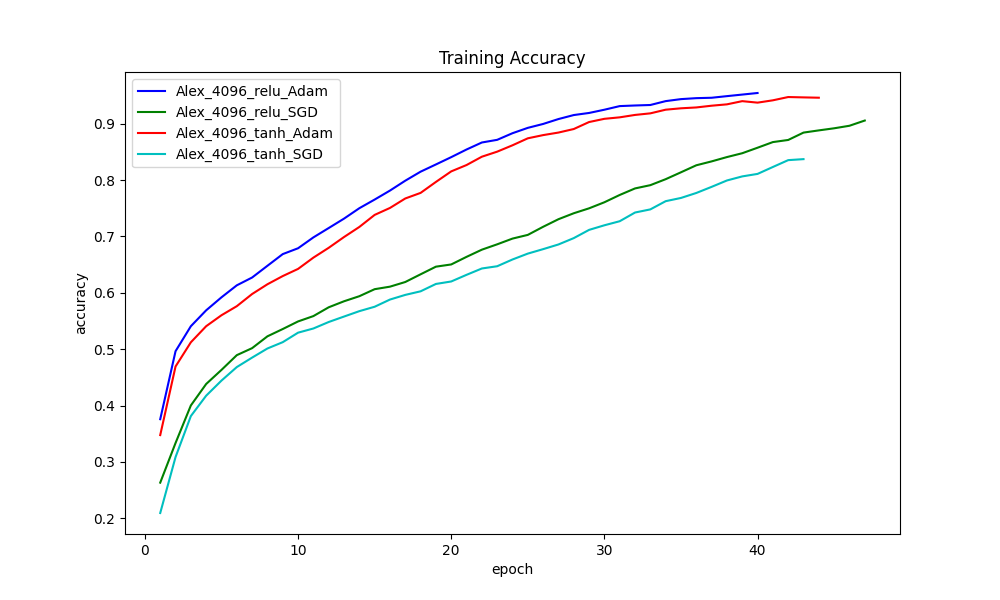 Training Accuracy
Alex_4096_relu_Adam
Alex_4096_relu_SGD
Alex_4096_tanh_Adam
Alex_4096_tanh_SGD
accuracy
0.9
0.8
0.7
0.6
0.5
0.4
0.3
0.2
0 10 20 30 40
epoch